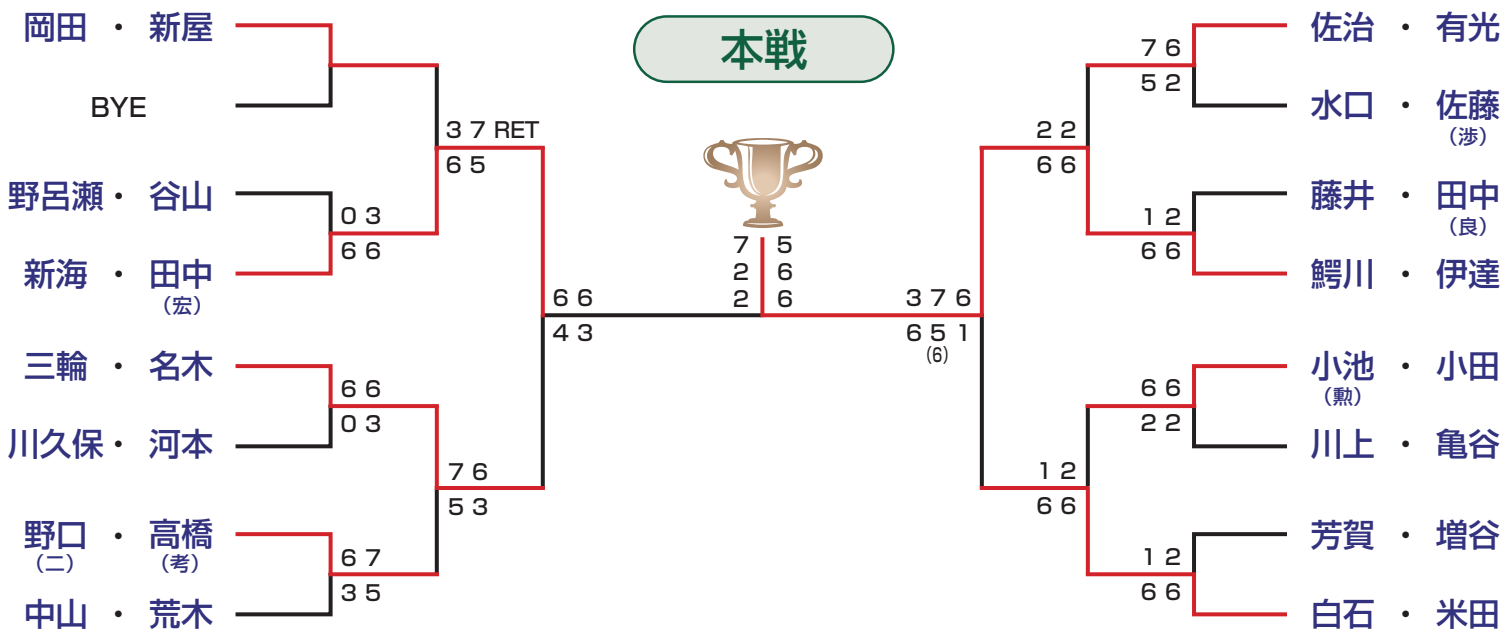 本戦
岡田 ・ 新屋
BYE
3 7 RET
6 5
野呂瀬・ 谷山
0 3
6 6
新海 ・ 田中
（宏）
6 6
4 3
三輪 ・ 名木
6 6
0 3
川久保・ 河本
7 6
5 3
野口 ・ 高橋
（二） （考）
6 7
3 5
中山 ・ 荒木
7 5
2 6
2 6
3 7 6
6 5 1
(6)
佐治 ・ 有光
7 6
5 2
水口 ・ 佐藤
（渉）
2 2
6 6
藤井 ・ 田中
（良）
1 2
6 6
鰐川 ・ 伊達
小池 ・ 小田
（勲）
6 6
2 2
川上 ・ 亀谷
1 2
6 6
芳賀 ・ 増谷
1 2
6 6
白石 ・ 米田